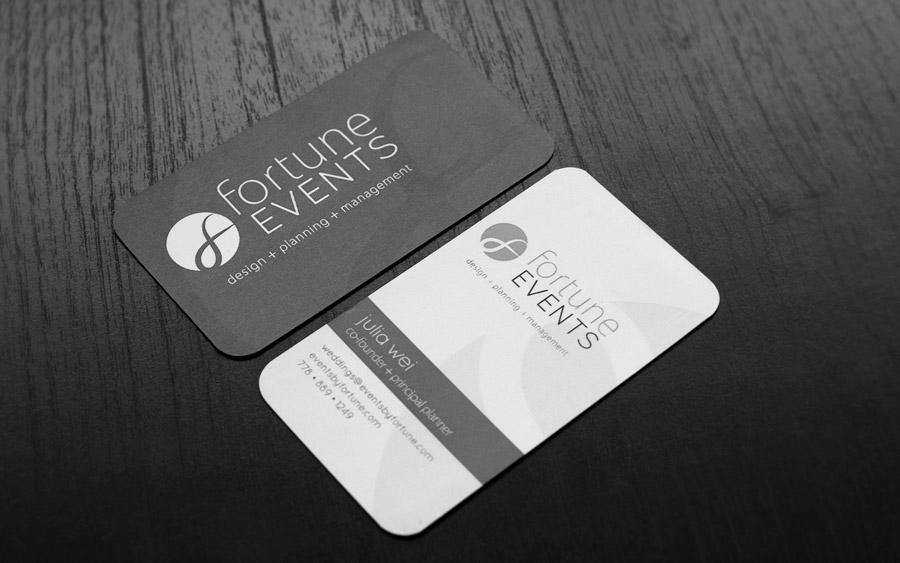 fortune
EVENTS
design + planning + management
fortune
EVENTS
design + planning + management
julia wei
co-founder + principal planner
weddings@eventsbyfortune.com
eventsbyfortune.com
778 • 889 • 1249